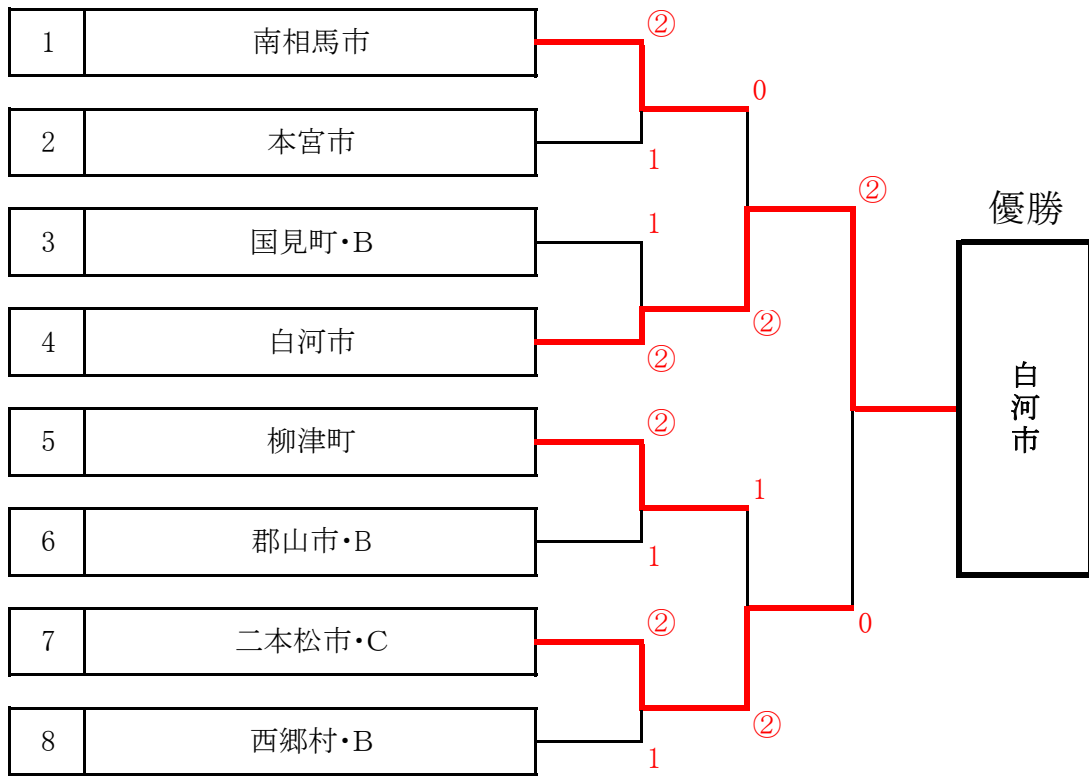 1 南相馬市 ②
0
2 本宮市 1
②
優勝
3 国見町・B 1
4 白河市 ②
②
白河市
5 柳津町 ②
1
6 郡山市・B 1
7 二本松市・C ②
0
②
8 西郷村・B 1